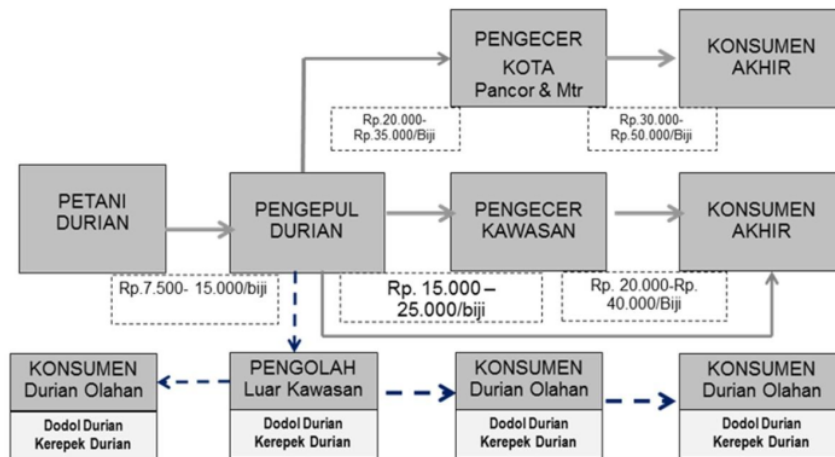 PENGECER
KOTA
Pancor & Mtr
KONSUMEN
AKHIR
Rp.20.000-
Rp.35.000/Biji
Rp.30.000-
Rp.50.000/Biji
PETANI
DURIAN
PENGEPUL
DURIAN
PENGECER
KAWASAN
KONSUMEN
AKHIR
Rp.7.500- 15.000/biji
Rp. 15.000 –
25.000/biji
Rp. 20.000-Rp.
40.000/Biji
KONSUMEN
Durian Olahan
Dodol Durian
Kerepek Durian
PENGOLAH
Luar Kawasan
Dodol Durian
Kerepek Durian
KONSUMEN
Durian Olahan
Dodol Durian
Kerepek Durian
KONSUMEN
Durian Olahan
Dodol Durian
Kerepek Durian